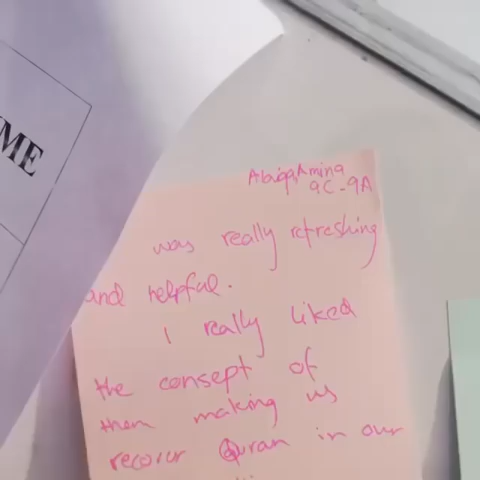 ME
Amina
9C-9A
was really refreshing
and helpful.
I really liked
the consept of
them making us
Quran in our